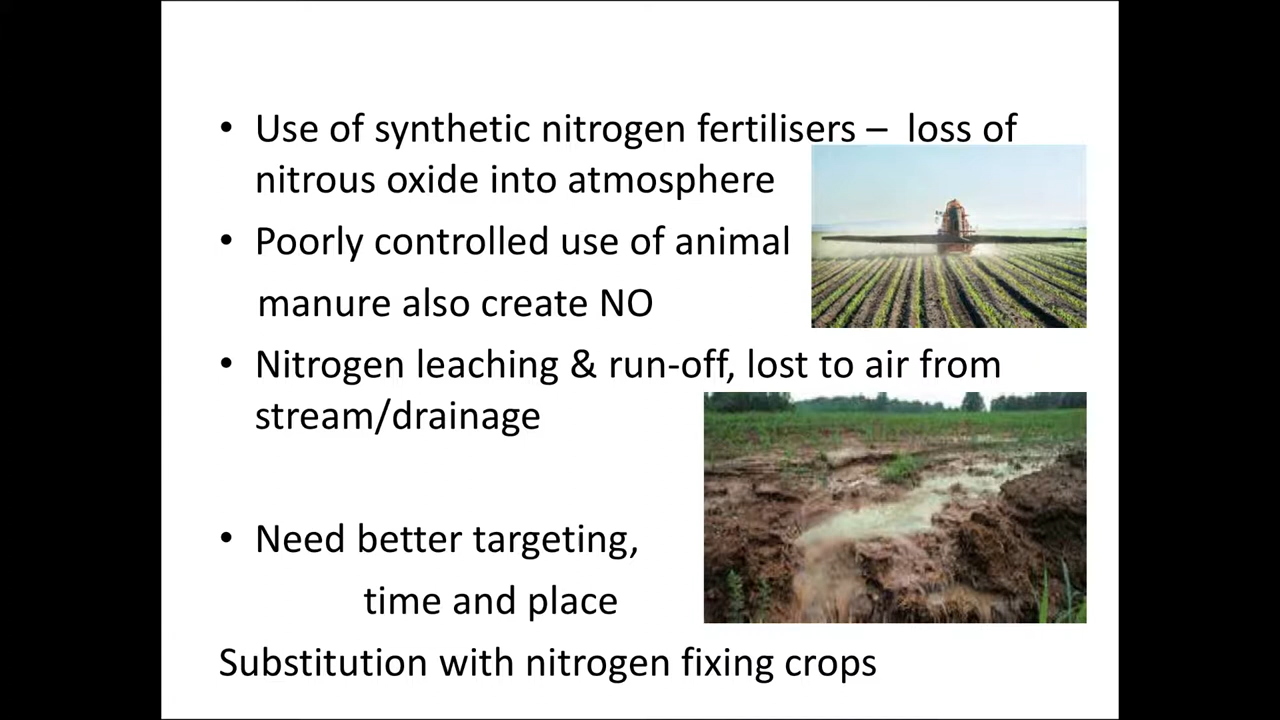 • Use of synthetic nitrogen fertilisers –  loss of
nitrous oxide into atmosphere
• Poorly controlled use of animal
manure also create NO
• Nitrogen leaching & run-off, lost to air from
stream/drainage
• Need better targeting,
time and place
Substitution with nitrogen fixing crops